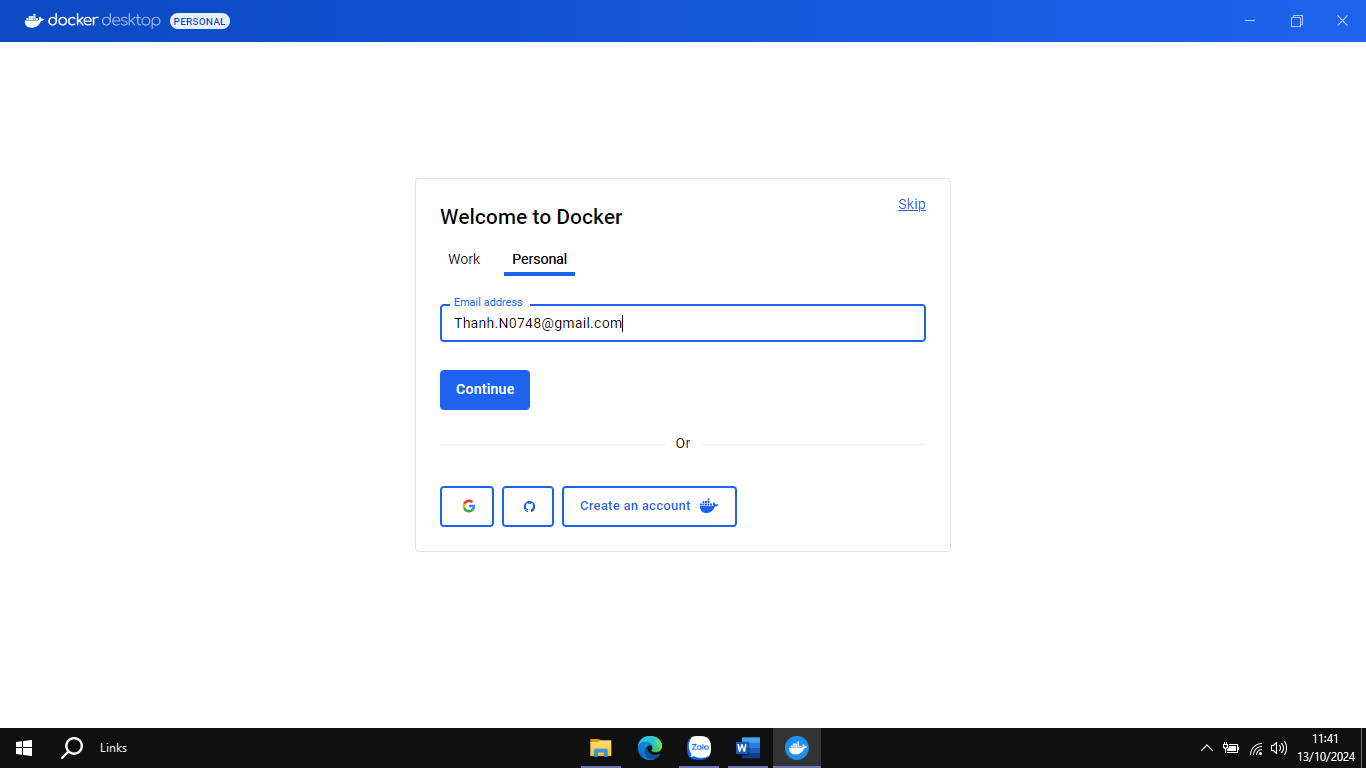 docker desktop PERSONAL
Skip
Welcome to Docker
Work Personal
Email address
Thanh.N0748@gmail.com
Continue
Or
Create an account
Links
Zalo
W
11:41
13/10/2024